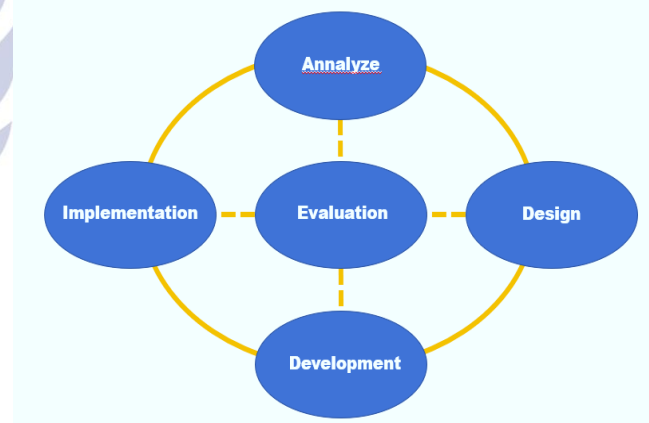 Annalyze
Implementation
Evaluation
Design
Development